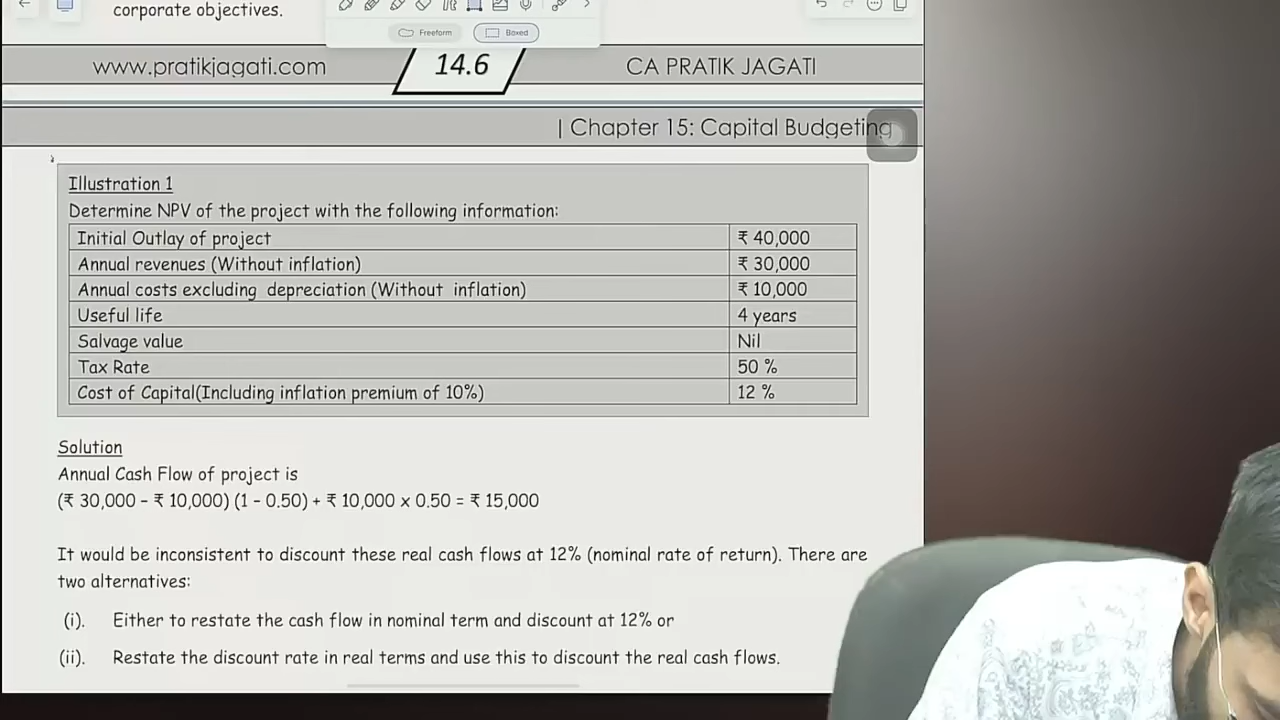 corporate objectives.
Freeform
Boxed
www.pratikjagati.com
14.6
CA PRATIK JAGATI
| Chapter 15: Capital Budgeting
Illustration 1
Determine NPV of the project with the following information:
Initial Outlay of project ₹ 40,000
Annual revenues (Without inflation) ₹ 30,000
Annual costs excluding depreciation (Without inflation) ₹ 10,000
Useful life 4 years
Salvage value Nil
Tax Rate 50 %
Cost of Capital(Including inflation premium of 10%) 12 %
Solution
Annual Cash Flow of project is
(₹ 30,000 – ₹ 10,000) (1 – 0.50) + ₹ 10,000 x 0.50 = ₹ 15,000
It would be inconsistent to discount these real cash flows at 12% (nominal rate of return). There are
two alternatives:
(i). Either to restate the cash flow in nominal term and discount at 12% or
(ii). Restate the discount rate in real terms and use this to discount the real cash flows.